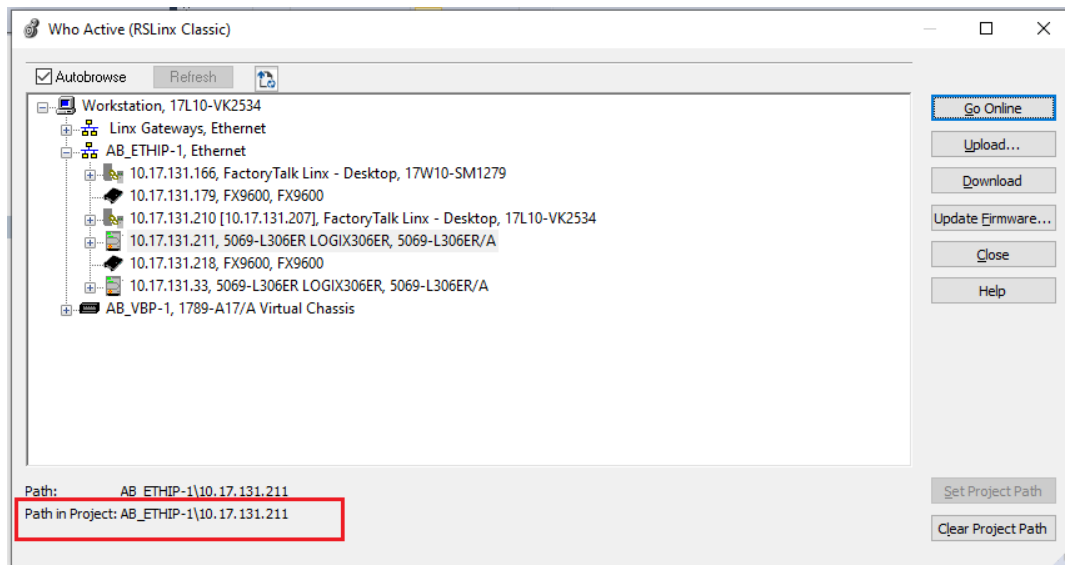 Who Active (RSLinx Classic)
Autobrowse Refresh
Workstation, 17L10-VK2534
Linx Gateways, Ethernet
AB_ETHIP-1, Ethernet
10.17.131.166, FactoryTalk Linx - Desktop, 17W10-SM1279
10.17.131.179, FX9600, FX9600
10.17.131.210 [10.17.131.207], FactoryTalk Linx - Desktop, 17L10-VK2534
10.17.131.211, 5069-L306ER LOGIX306ER, 5069-L306ER/A
10.17.131.218, FX9600, FX9600
10.17.131.33, 5069-L306ER LOGIX306ER, 5069-L306ER/A
AB_VBP-1, 1789-A17/A Virtual Chassis
Go Online
Upload...
Download
Update Firmware...
Close
Help
Path: AB_ETHIP-1\10.17.131.211
Path in Project: AB_ETHIP-1\10.17.131.211
Set Project Path
Clear Project Path